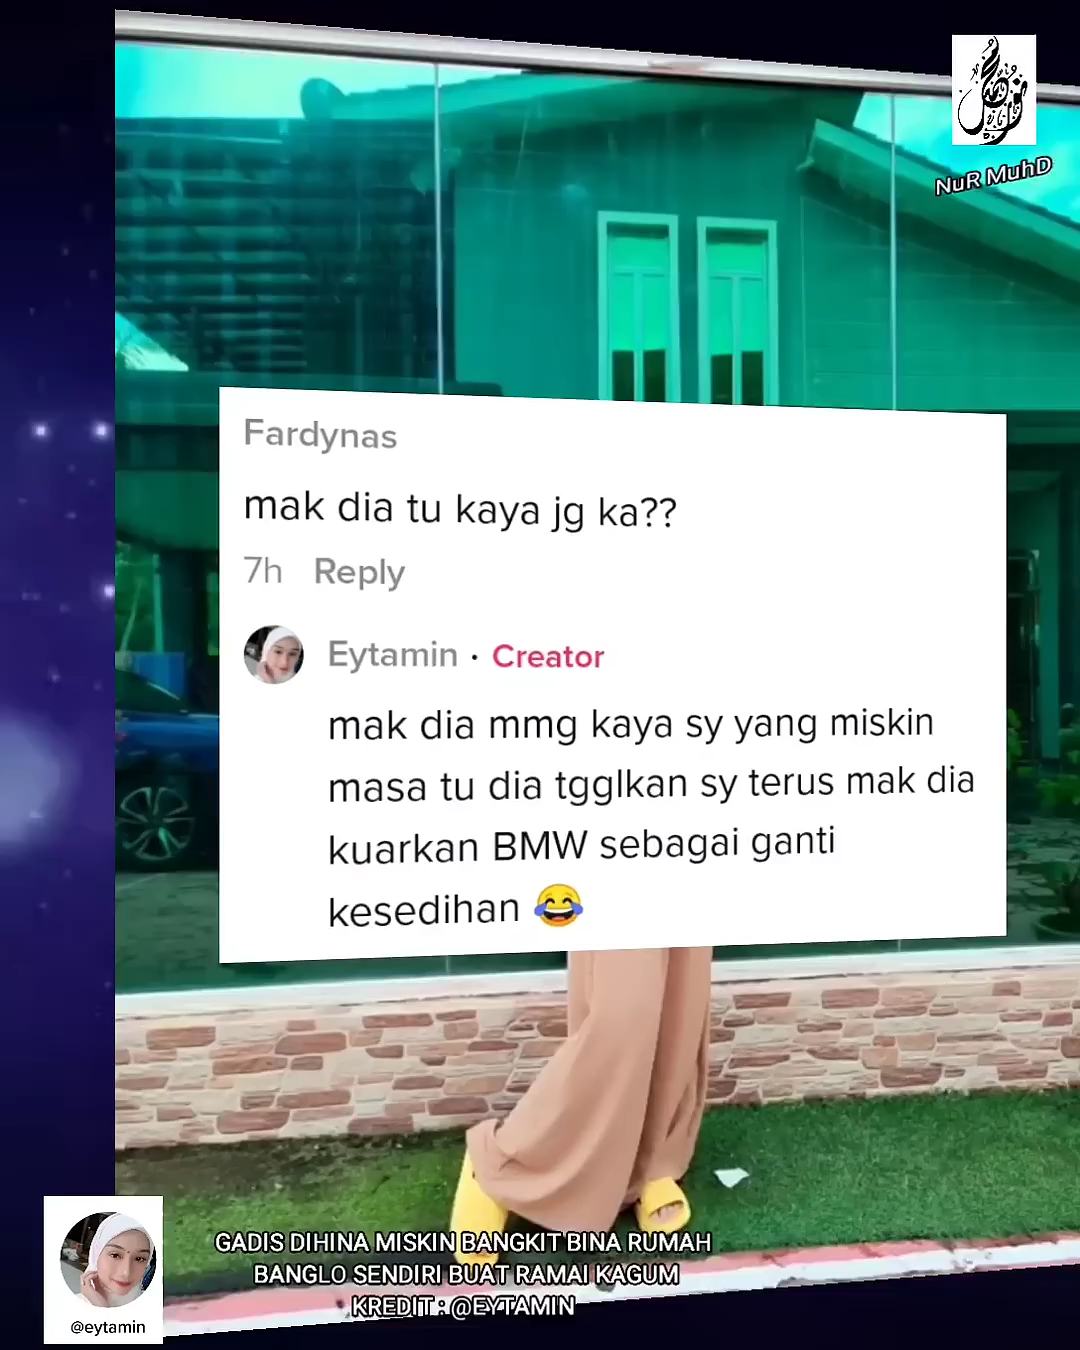 NuR MuhD
Fardynas
mak dia tu kaya jg ka??
7h Reply
Eytamin · Creator
mak dia mmg kaya sy yang miskin
masa tu dia tgglkan sy terus mak dia
kuarkan BMW sebagai ganti
kesedihan 😂
GADIS DIHINA MISKIN BANGKIT BINA RUMAH
BANGLO SENDIRI BUAT RAMAI KAGUM
KREDIT : @EYTAMIN
@eytamin